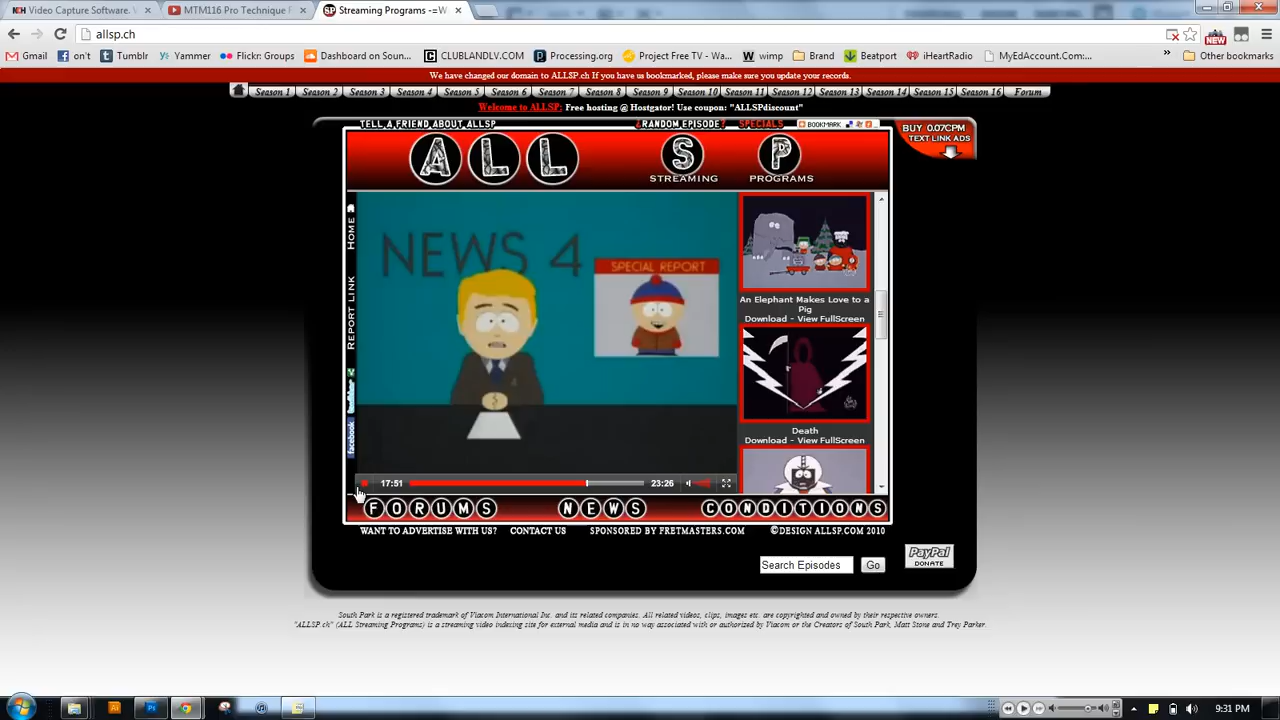 Video Capture Software. V
MTM116 Pro Technique F
Streaming Programs -=W
allsp.ch
NEW
Gmail
fon't
Tumblr
Yammer
Flickr: Groups
Dashboard on Soun...
CLUBLANDLV.COM
Processing.org
Project Free TV - Wa...
wimp
Brand
Beatport
iHeartRadio
MyEdAccount.Com:...
»
Other bookmarks
We have changed our domain to ALLSP.ch If you have us bookmarked, please make sure you update your records.
Season 1 Season 2 Season 3 Season 4 Season 5 Season 6 Season 7 Season 8 Season 9 Season 10 Season 11 Season 12 Season 13 Season 14 Season 15 Season 16 Forum
Welcome to ALLSP: Free hosting @ Hostgator! Use coupon: "ALLSPdiscount"
TELL A FRIEND ABOUT ALLSP
¿RANDOM EPISODE?
SPECIALS
BOOKMARK
BUY 0.07CPM
TEXT LINK ADS
ALL S P
STREAMING PROGRAMS
HOME
REPORT LINK
twitter
facebook
NEWS 4
SPECIAL REPORT
An Elephant Makes Love to a
Pig
Download - View FullScreen
Death
Download - View FullScreen
17:51
23:26
FORUMS
NEWS
CONDITIONS
WANT TO ADVERTISE WITH US?
CONTACT US
SPONSORED BY FRETMASTERS.COM
©DESIGN ALLSP.COM 2010
Search Episodes
Go
PayPal
DONATE
South Park is a registered trademark of Viacom International Inc. and its related companies. All related videos, clips, images etc. are copyrighted and owned by their respective owners.
"ALLSP.ch" (ALL Streaming Programs) is a streaming video indexing site for external media and is in no way associated with or authorized by Viacom or the Creators of South Park, Matt Stone and Trey Parker.
Ai
Ps
9:31 PM